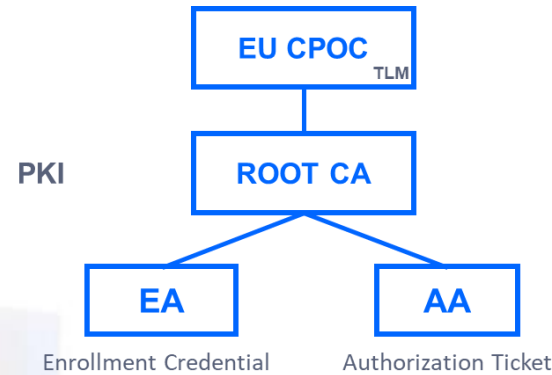 EU CPOC
TLM
PKI
ROOT CA
EA
AA
Enrollment Credential
Authorization Ticket